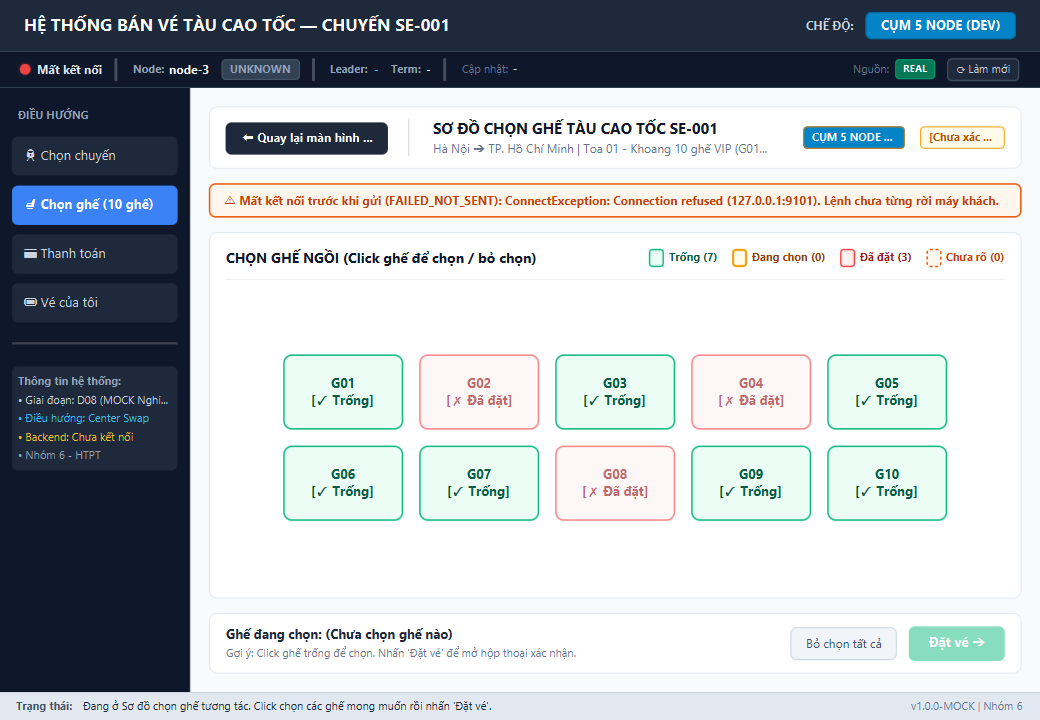 HỆ THỐNG BÁN VÉ TÀU CAO TỐC — CHUYẾN SE-001
CHẾ ĐỘ: CỤM 5 NODE (DEV)
Mất kết nối Node: node-3 UNKNOWN Leader: - Term: - Cập nhật: - Nguồn: REAL ⟳ Làm mới
ĐIỀU HƯỚNG
Chọn chuyến
Chọn ghế (10 ghế)
Thanh toán
Vé của tôi
Thông tin hệ thống:
• Giai đoạn: D08 (MOCK Nghi...
• Điều hướng: Center Swap
• Backend: Chưa kết nối
• Nhóm 6 - HTPT
⬅ Quay lại màn hình ...
SƠ ĐỒ CHỌN GHẾ TÀU CAO TỐC SE-001
Hà Nội ➔ TP. Hồ Chí Minh | Toa 01 - Khoang 10 ghế VIP (G01...
CỤM 5 NODE ...
[Chưa xác ...
⚠ Mất kết nối trước khi gửi (FAILED_NOT_SENT): ConnectException: Connection refused (127.0.0.1:9101). Lệnh chưa từng rời máy khách.
CHỌN GHẾ NGỒI (Click ghế để chọn / bỏ chọn)
Trống (7) Đang chọn (0) Đã đặt (3) Chưa rõ (0)
G01
[✓ Trống]
G02
[✗ Đã đặt]
G03
[✓ Trống]
G04
[✗ Đã đặt]
G05
[✓ Trống]
G06
[✓ Trống]
G07
[✓ Trống]
G08
[✗ Đã đặt]
G09
[✓ Trống]
G10
[✓ Trống]
Ghế đang chọn: (Chưa chọn ghế nào)
Gợi ý: Click ghế trống để chọn. Nhấn 'Đặt vé' để mở hộp thoại xác nhận.
Bỏ chọn tất cả
Đặt vé →
Trạng thái: Đang ở Sơ đồ chọn ghế tương tác. Click chọn các ghế mong muốn rồi nhấn 'Đặt vé'.
v1.0.0-MOCK | Nhóm 6